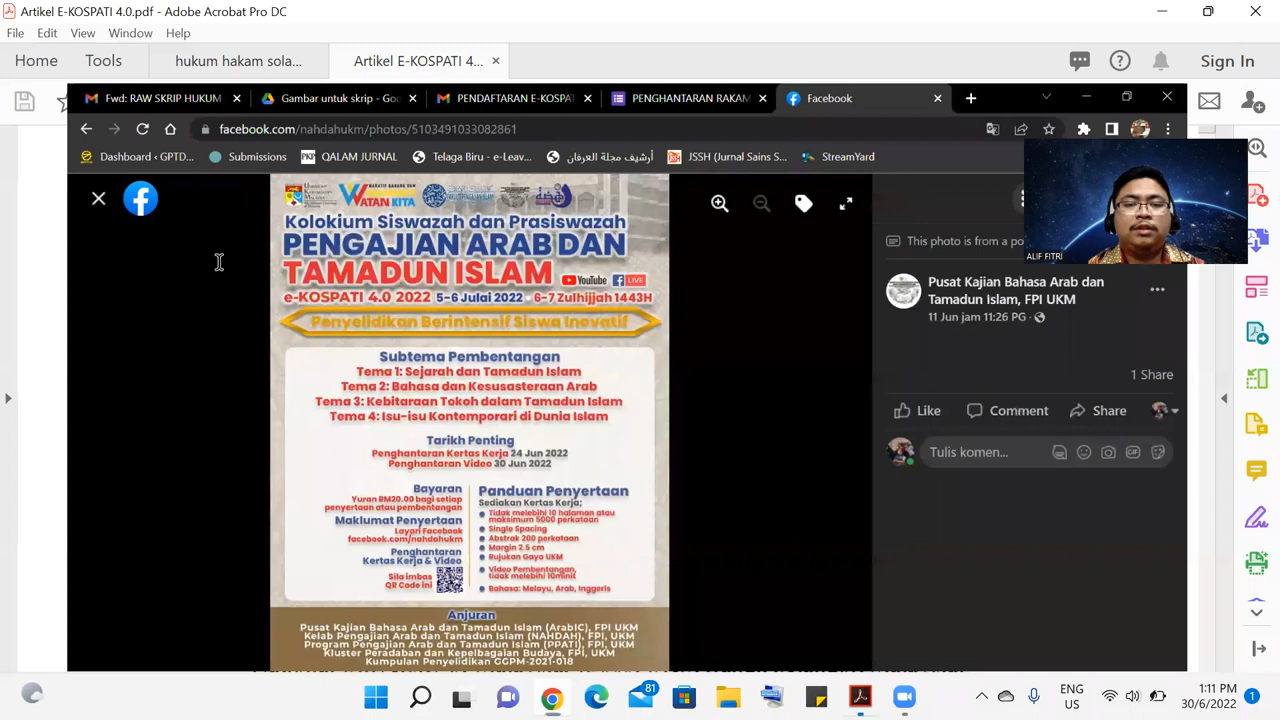 Artikel E-KOSPATI 4.0.pdf - Adobe Acrobat Pro DC
File Edit View Window Help
Home Tools hukum hakam sola... Artikel E-KOSPATI 4... Sign In
Fwd: RAW SKRIP HUKUM Gambar untuk skrip - Goo PENDAFTARAN E-KOSPA PENGHANTARAN RAKAM Facebook
facebook.com/nahdahukm/photos/5103491033082861
Dashboard ‹ GPTD... Submissions PKP QALAM JOURNAL Telaga Biru - e-Leav... أرشيف مجلة العرفان JSSH (Jurnal Sains S... StreamYard
WATAN KITA
Kolokium Siswazah dan Prasiswazah
PENGAJIAN ARAB DAN
TAMADUN ISLAM YouTube LIVE
e-KOSPATI 4.0 2022 5-6 Julai 2022 • 6-7 Zulhijjah 1443H
Penyelidikan Berintensif Siswa Inovatif
Subtema Pembentangan
Tema 1: Sejarah dan Tamadun Islam
Tema 2: Bahasa dan Kesusasteraan Arab
Tema 3: Kebitaraan Tokoh dalam Tamadun Islam
Tema 4: Isu-isu Kontemporari di Dunia Islam
Tarikh Penting
Penghantaran Kertas Kerja 24 Jun 2022
Penghantaran Video 30 Jun 2022
Bayaran
Yuran RM20.00 bagi setiap
penyertaan atau pembentangan
Maklumat Penyertaan
Layari Facebook
facebook.com/nahdahukm
Penghantaran
Kertas Kerja & Video
Sila imbas
QR Code ini
Panduan Penyertaan
Sediakan Kertas Kerja;
Tidak melebihi 10 halaman atau
maksimum 5000 perkataan
Single Spacing
Abstrak 200 perkataan
Margin 2.5 cm
Rujukan Gaya UKM
Video Pembentangan,
tidak melebihi 10minit
Bahasa: Melayu, Arab, Inggeris
Anjuran
Pusat Kajian Bahasa Arab dan Tamadun Islam (ArabIC), FPI UKM
Kelab Pengajian Arab dan Tamadun Islam (NAHDAH), FPI, UKM
Program Pengajian Arab dan Tamadun Islam (PPATI), FPI, UKM
Kluster Peradaban dan Kepelbagaian Budaya, FPI, UKM
Kumpulan Penyelidikan GGPM-2021-018
ALIF FITRI
This photo is from a po
Pusat Kajian Bahasa Arab dan
Tamadun Islam, FPI UKM
11 Jun jam 11:26 PG
1 Share
Like Comment Share
Tulis komen...
GIF
81
ENG
US
1:11 PM
30/6/2022
1